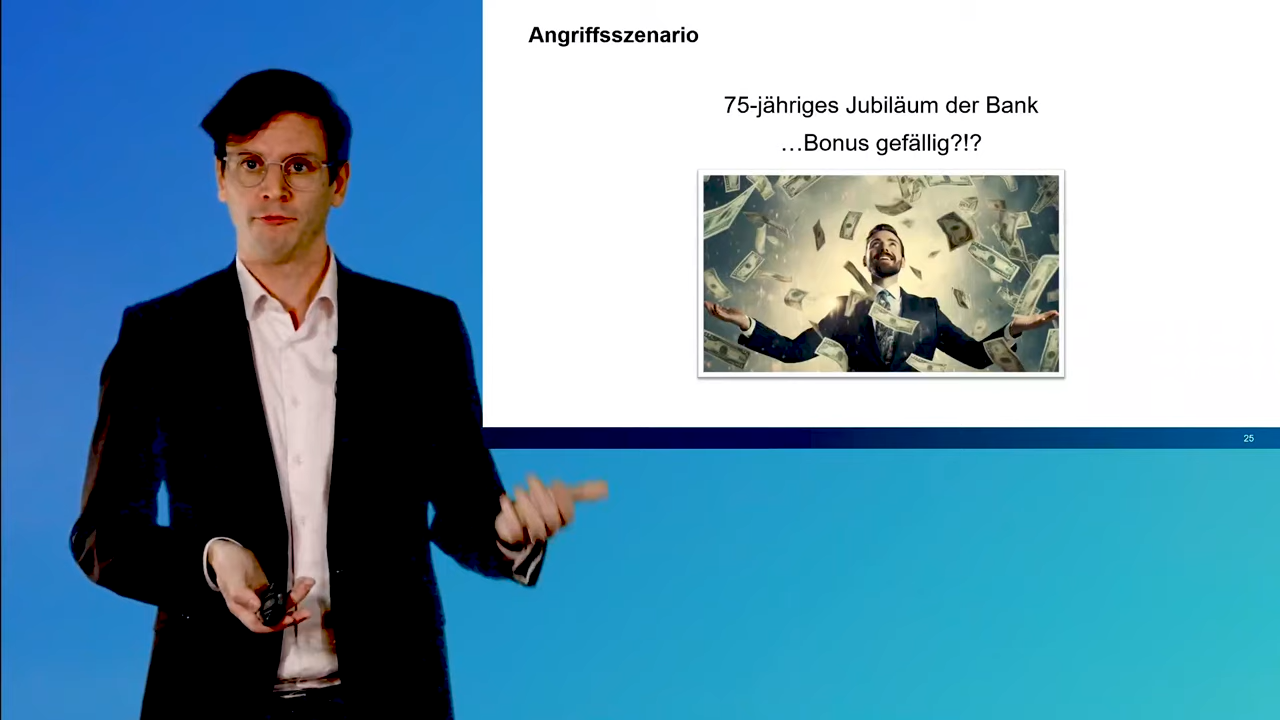 Angriffsszenario
75-jähriges Jubiläum der Bank
...Bonus gefällig?!?
25